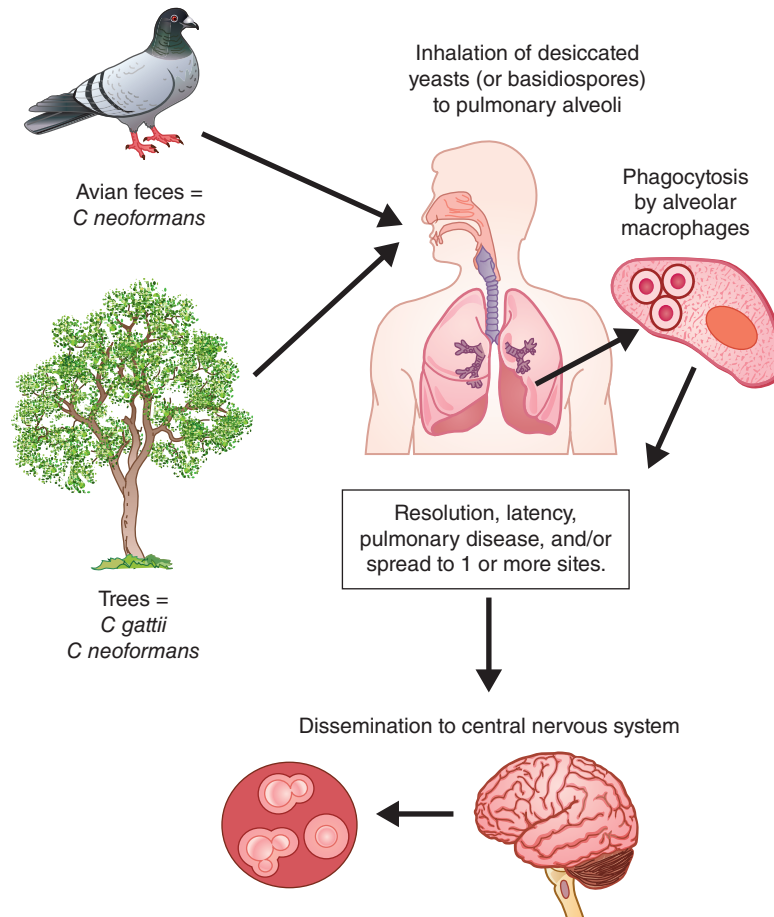 Inhalation of desiccated
yeasts (or basidiospores)
to pulmonary alveoli
Avian feces =
C neoformans
Phagocytosis
by alveolar
macrophages
Trees =
C gattii
C neoformans
Resolution, latency,
pulmonary disease, and/or
spread to 1 or more sites.
Dissemination to central nervous system